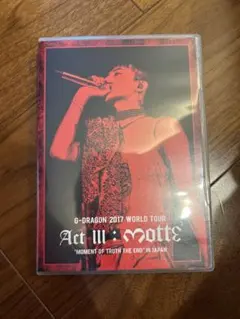 G-DRAGON 2017 WORLD TOUR
Act III : MOTTE
"MOMENT OF TRUTH THE END" IN JAPAN